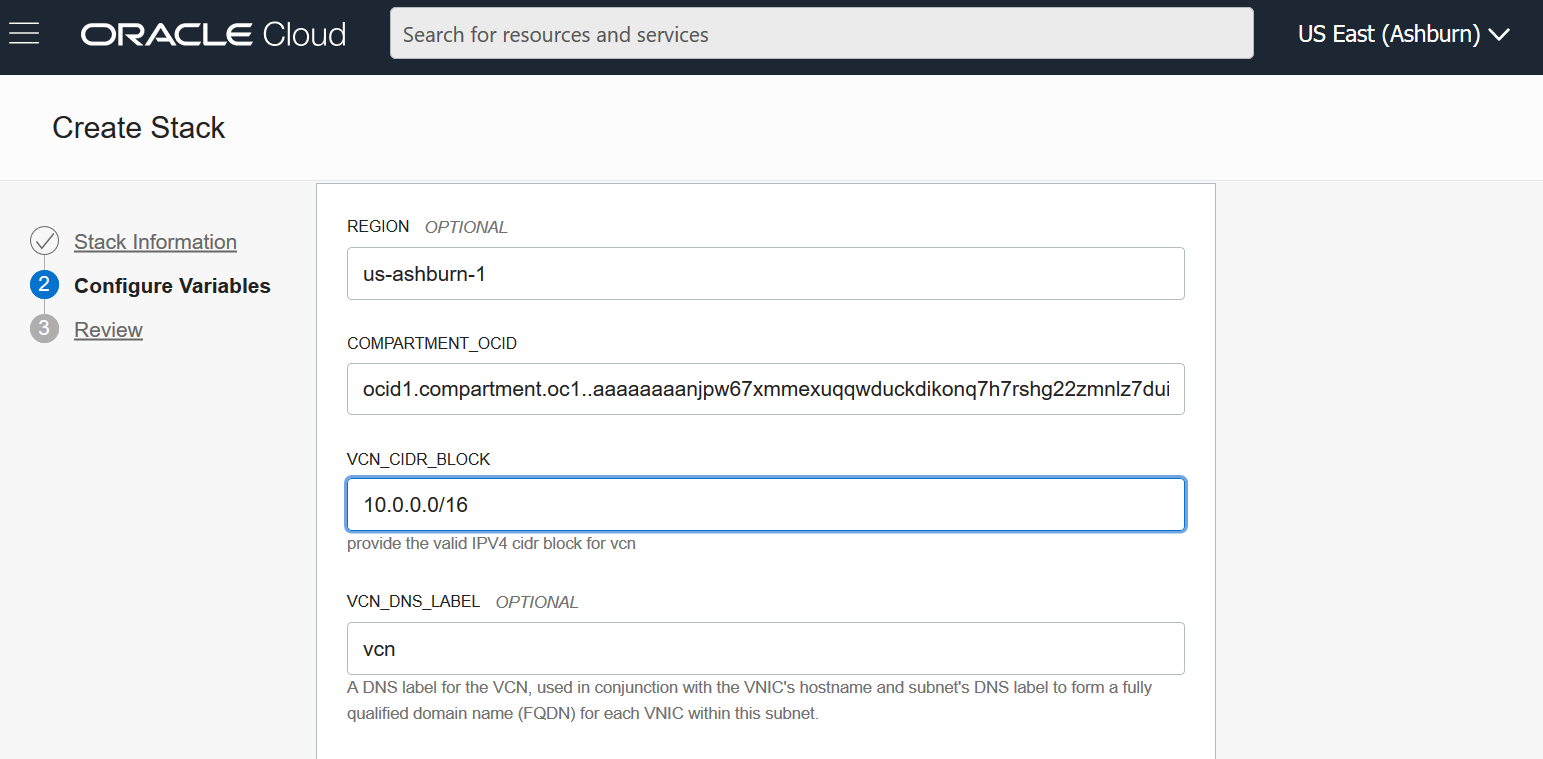 ORACLE Cloud
Search for resources and services
US East (Ashburn)
Create Stack
Stack Information
2 Configure Variables
3 Review
REGION OPTIONAL
us-ashburn-1
COMPARTMENT_OCID
ocid1.compartment.oc1..aaaaaaaanjpw67xmmexuqqwduckdikonq7h7rshg22zmnlz7dui
VCN_CIDR_BLOCK
10.0.0.0/16
provide the valid IPV4 cidr block for vcn
VCN_DNS_LABEL OPTIONAL
vcn
A DNS label for the VCN, used in conjunction with the VNIC's hostname and subnet's DNS label to form a fully
qualified domain name (FQDN) for each VNIC within this subnet.